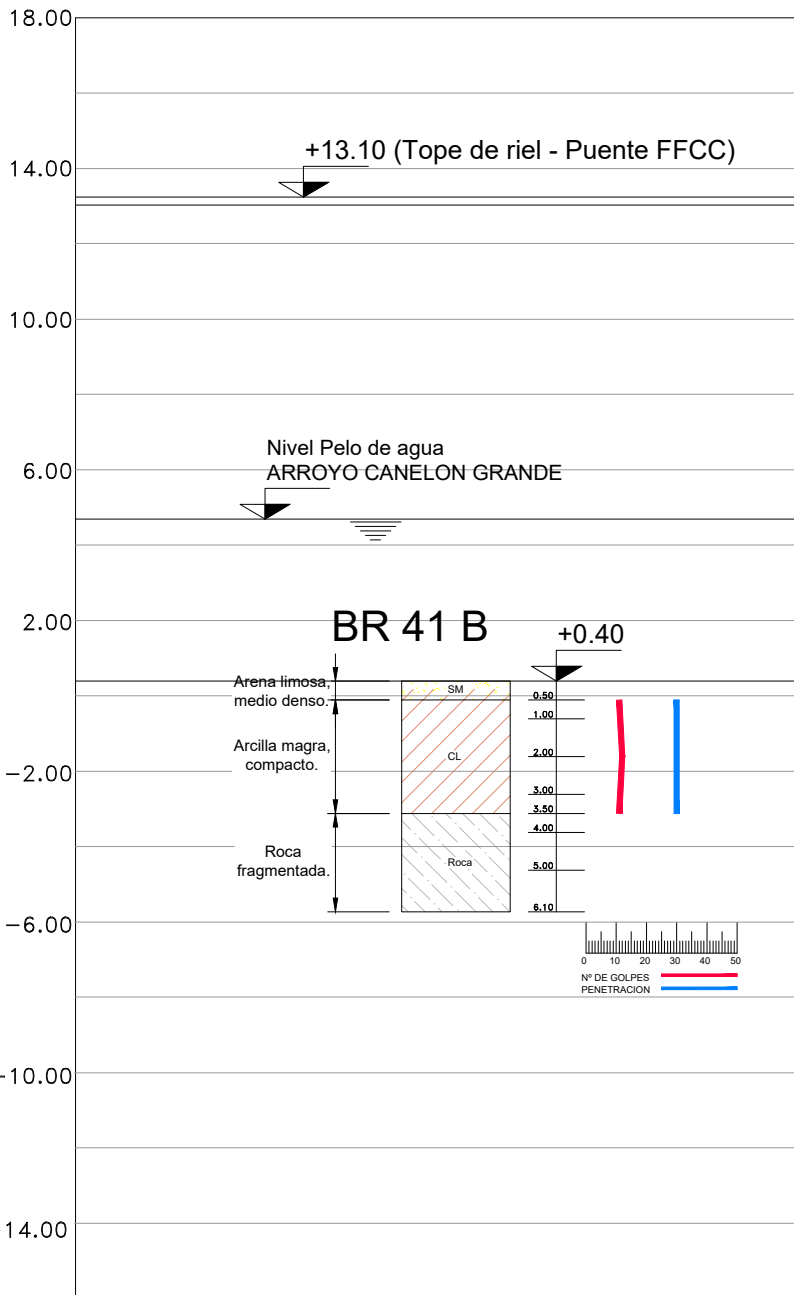 18.00
+13.10 (Tope de riel - Puente FFCC)
14.00
10.00
Nivel Pelo de agua
6.00
ARROYO CANELON GRANDE
2.00
BR 41 B
+0.40
Arena limosa,
medio denso.
SM
0.50
1.00
Arcilla magra,
compacto.
CL
2.00
-2.00
3.00
3.50
4.00
Roca
fragmentada.
Roca
5.00
6.10
-6.00
0 10 20 30 40 50
Nº DE GOLPES
PENETRACION
-10.00
-14.00